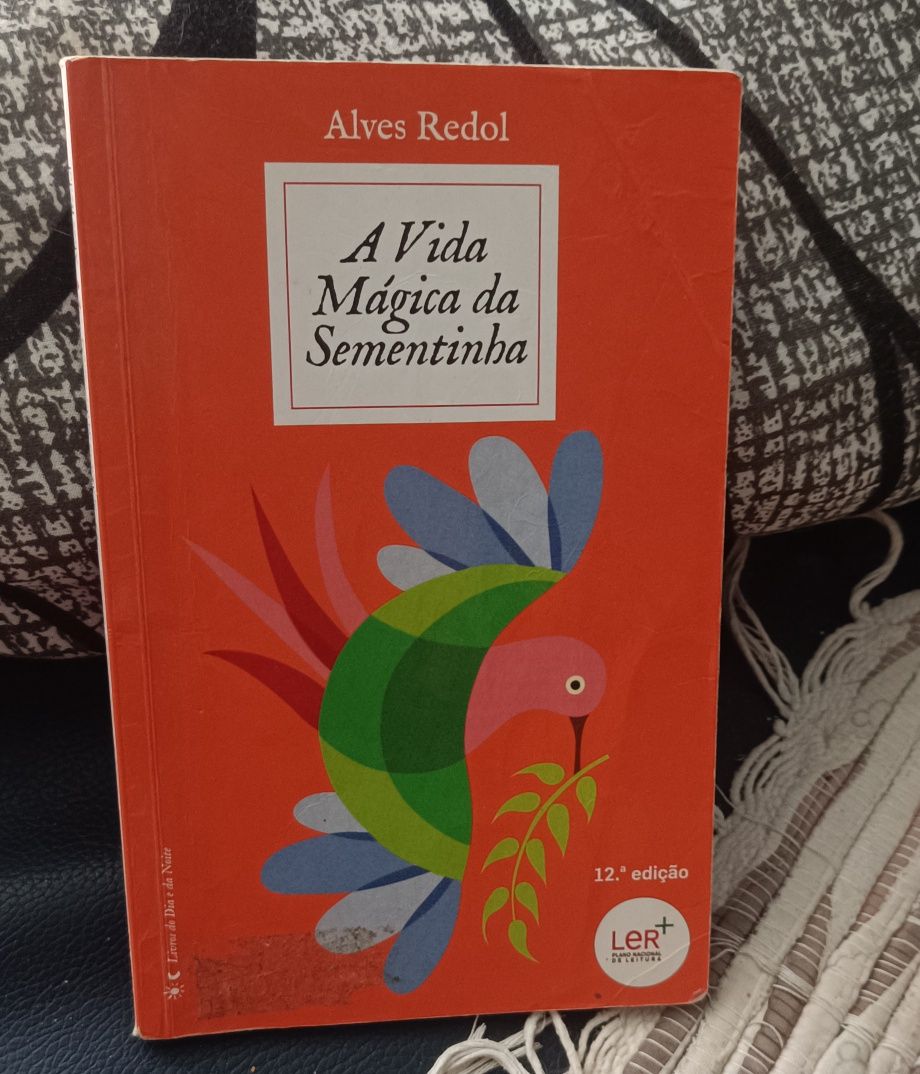 Alves Redol
A Vida
Mágica da
Sementinha
12.ª edição
LeR+
PLANO NACIONAL
DE LEITURA
Livros do Dia e da Noite